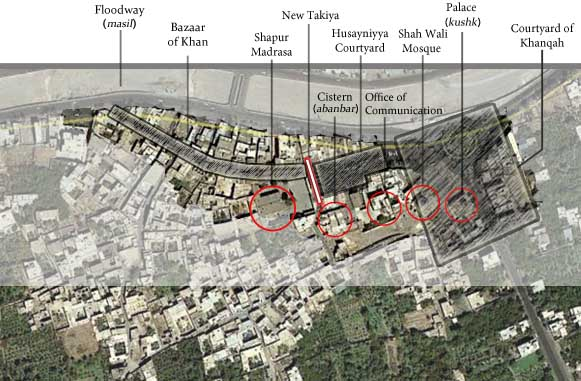 Floodway
(masil)
Bazaar
of Khan
Shapur
Madrasa
New Takiya
Cistern
(abanbar)
Husayniyya
Courtyard
Office of
Communication
Shah Wali
Mosque
Palace
(kushk)
Courtyard of
Khanqah